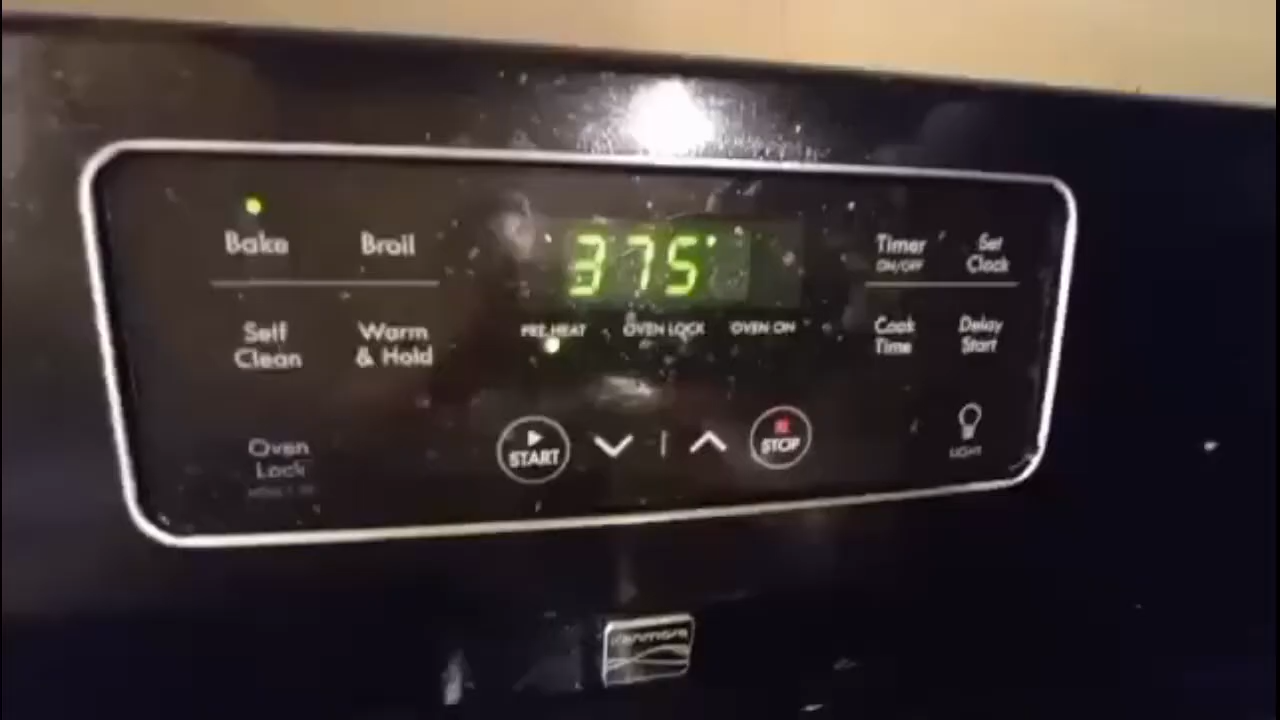 Bake
Broil
375°
Timer
ON/OFF
Set
Clock
PRE HEAT
OVEN LOCK
OVEN ON
Self
Clean
Warm
& Hold
Cook
Time
Delay
Start
Oven
Lock
START
STOP
LIGHT
Kenmore